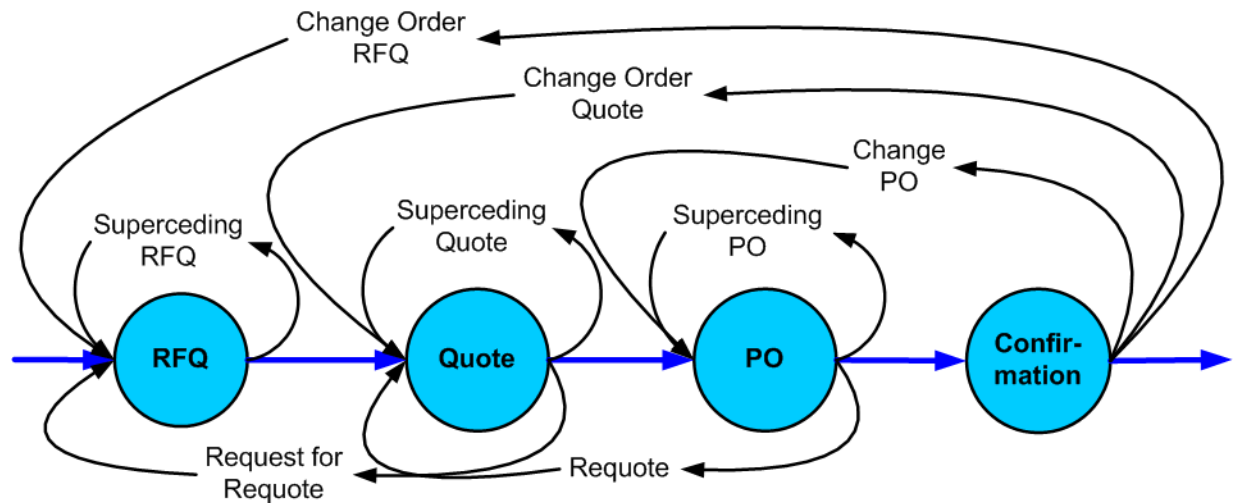 Change Order
RFQ
Change Order
Quote
Change
PO
Superceding
RFQ
Superceding
Quote
Superceding
PO
RFQ
Quote
PO
Confir-
mation
Request for
Requote
Requote